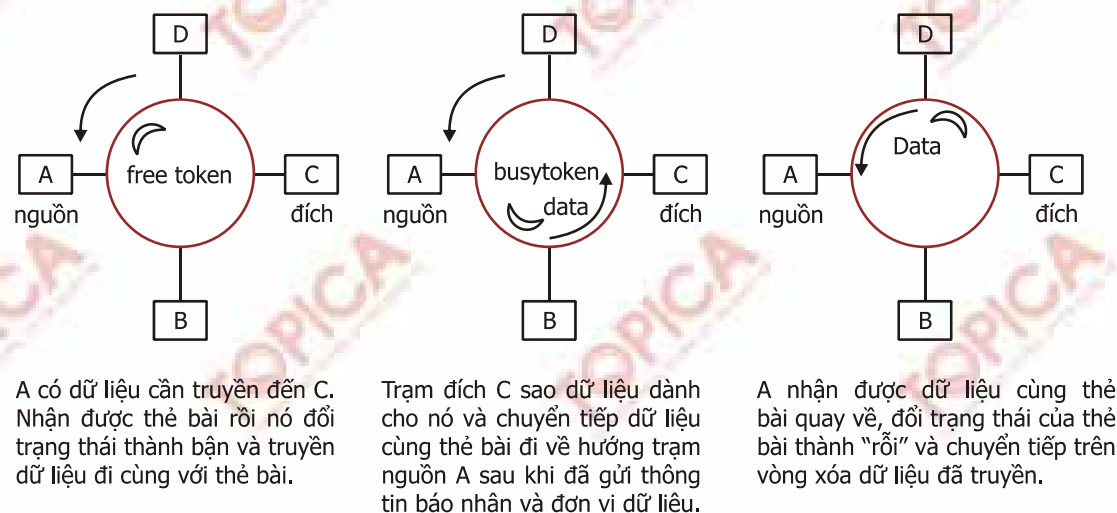 D
A
free token
C
nguồn
đích
B
A có dữ liệu cần truyền đến C.
Nhận được thẻ bài rồi nó đổi
trạng thái thành bận và truyền
dữ liệu đi cùng với thẻ bài.
D
A
busytoken
data
C
nguồn
đích
B
Trạm đích C sao dữ liệu dành
cho nó và chuyển tiếp dữ liệu
cùng thẻ bài đi về hướng trạm
nguồn A sau khi đã gửi thông
tin báo nhận và đơn vị dữ liệu.
D
Data
A
C
nguồn
đích
B
A nhận được dữ liệu cùng thẻ
bài quay về, đổi trạng thái của thẻ
bài thành “rỗi” và chuyển tiếp trên
vòng xóa dữ liệu đã truyền.
TOPICA
TOPICA